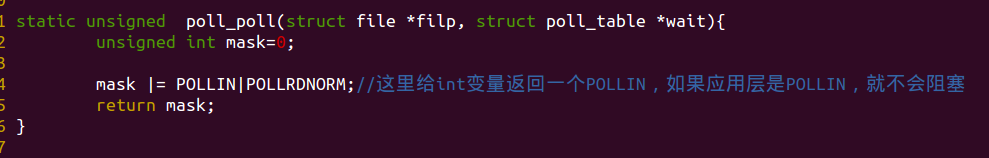 1 static unsigned  poll_poll(struct file *filp, struct poll_table *wait){
2         unsigned int mask=0;
3
4         mask |= POLLIN|POLLRDNORM;//这里给int变量返回一个POLLIN，如果应用层是POLLIN，就不会阻塞
5         return mask;
6 }
7